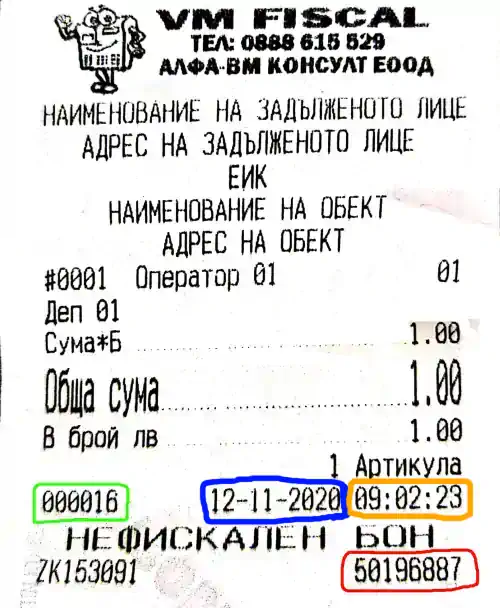 VM FISCAL
ТЕЛ: 0888 615 529
АЛФА-ВМ КОНСУЛТ ЕООД
НАИМЕНОВАНИЕ НА ЗАДЪЛЖЕНОТО ЛИЦЕ
АДРЕС НА ЗАДЪЛЖЕНОТО ЛИЦЕ
ЕИК
НАИМЕНОВАНИЕ НА ОБЕКТ
АДРЕС НА ОБЕКТ
#0001 Оператор 01 01
Деп 01
Сума*Б 1.00
Обща сума 1.00
В брой лв 1.00
1 Артикула
000016 12-11-2020 09:02:23
НЕФИСКАЛЕН БОН
ZK153091 50196887